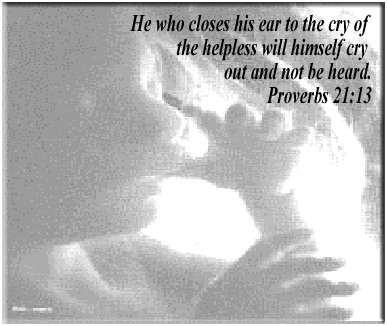 He who closes his ear to the cry of
the helpless will himself cry
out and not be heard.
Proverbs 21:13